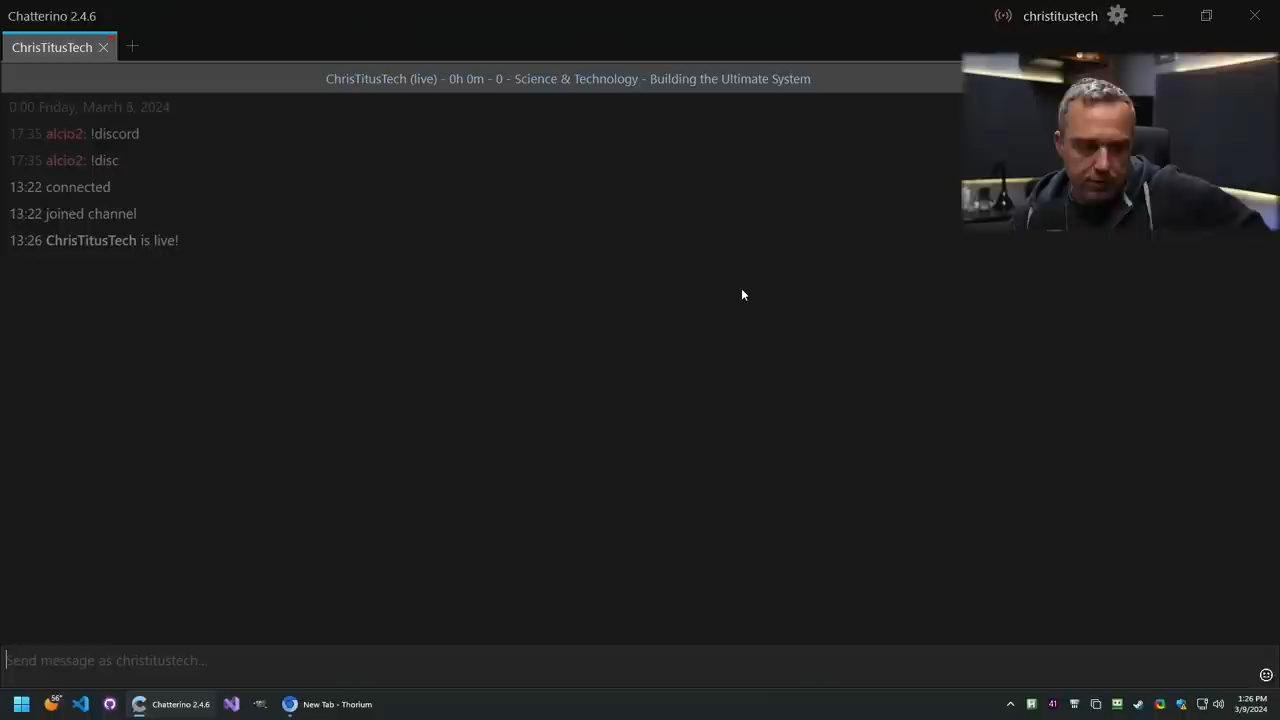 Chatterino 2.4.6
christitustech
ChrisTitusTech
ChrisTitusTech (live) - 0h 0m - 0 - Science & Technology - Building the Ultimate System
0:00 Friday, March 8, 2024
17:35 alcio2: !discord
17:35 alcio2: !disc
13:22 connected
13:22 joined channel
13:26 ChrisTitusTech is live!
Send message as christitustech...
56°
Chatterino 2.4.6
New Tab - Thorium
41
1:26 PM
3/9/2024